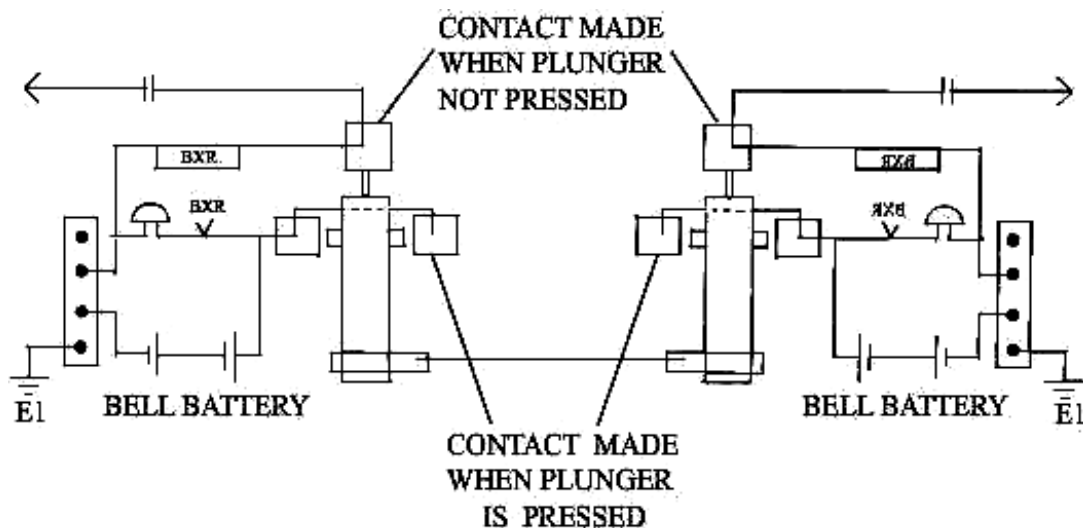 CONTACT MADE
WHEN PLUNGER
NOT PRESSED
BXR
BXR
BXR
BXR
E1
BELL BATTERY
BELL BATTERY
E1
CONTACT MADE
WHEN PLUNGER
IS PRESSED